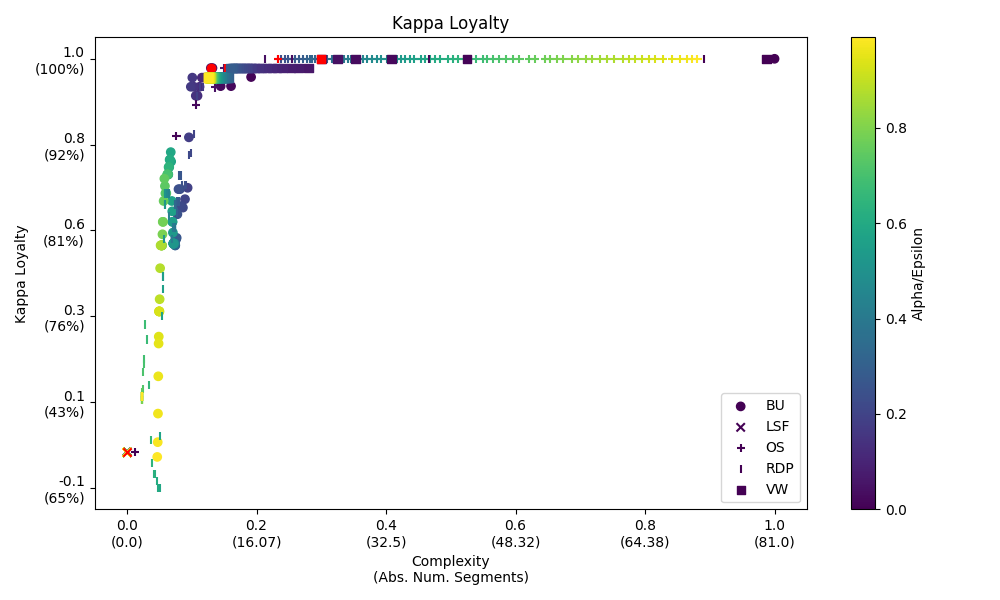 Kappa Loyalty
1.0
(100%)
0.8
(92%)
0.6
(81%)
0.3
(76%)
0.1
(43%)
-0.1
(65%)
Kappa Loyalty
0.0
(0.0)
0.2
(16.07)
0.4
(32.5)
0.6
(48.32)
0.8
(64.38)
1.0
(81.0)
Complexity
(Abs. Num. Segments)
BU
LSF
OS
RDP
VW
0.8
0.6
0.4
0.2
0.0
Alpha/Epsilon